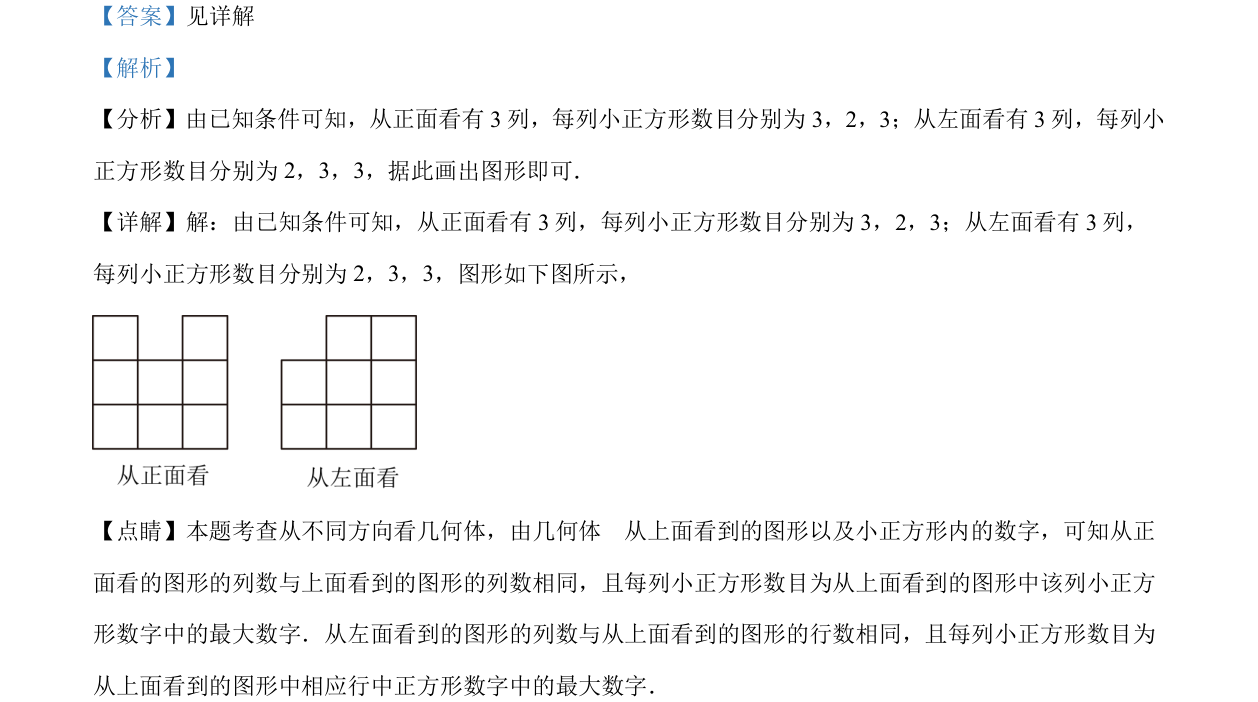 【答案】见详解
【解析】
【分析】由已知条件可知，从正面看有 3 列，每列小正方形数目分别为 3，2，3；从左面看有 3 列，每列小
正方形数目分别为 2，3，3，据此画出图形即可．
【详解】解：由已知条件可知，从正面看有 3 列，每列小正方形数目分别为 3，2，3；从左面看有 3 列，
每列小正方形数目分别为 2，3，3，图形如下图所示，
从正面看 从左面看
【点睛】本题考查从不同方向看几何体，由几何体 从上面看到的图形以及小正方形内的数字，可知从正
面看的图形的列数与上面看到的图形的列数相同，且每列小正方形数目为从上面看到的图形中该列小正方
形数字中的最大数字．从左面看到的图形的列数与从上面看到的图形的行数相同，且每列小正方形数目为
从上面看到的图形中相应行中正方形数字中的最大数字．